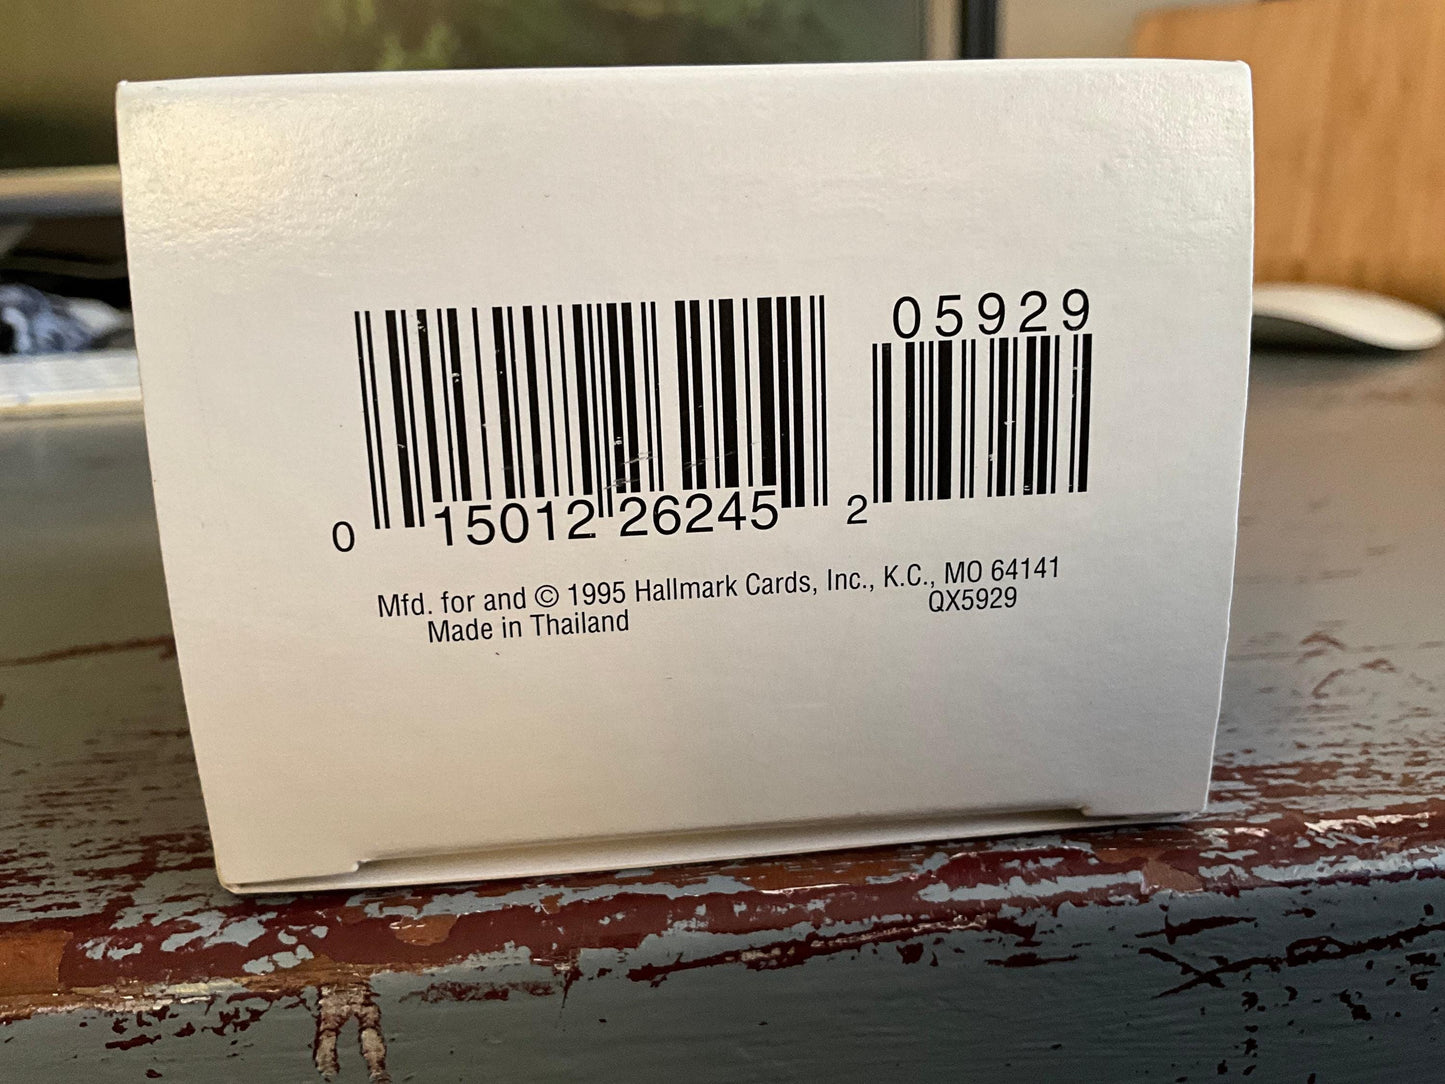 05929
0 15012 26245 2
Mfd. for and © 1995 Hallmark Cards, Inc., K.C., MO 64141
Made in Thailand QX5929